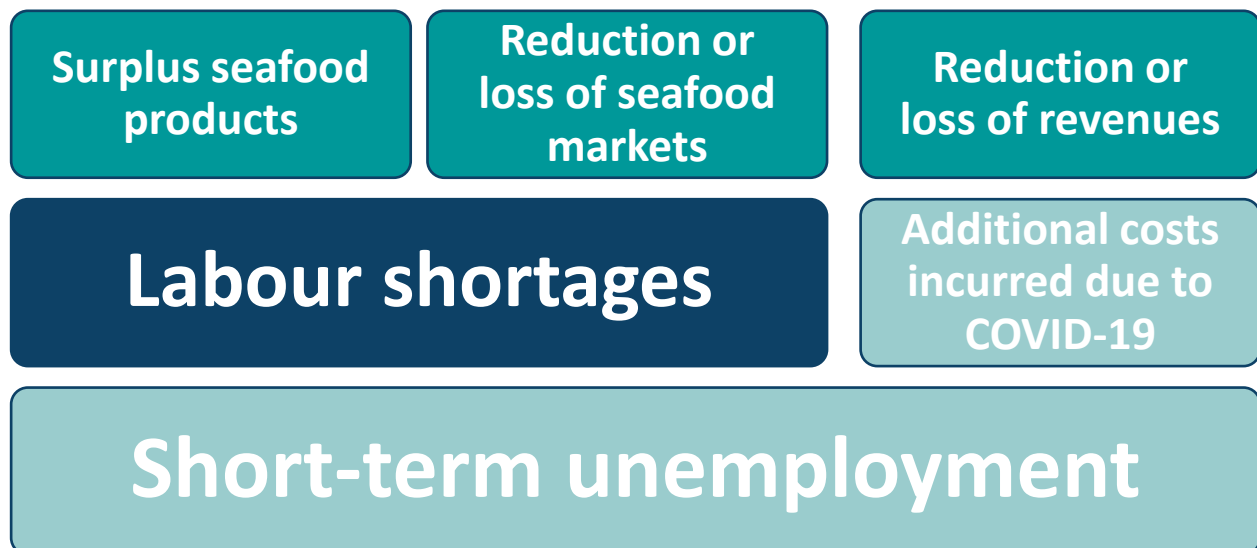 Surplus seafood
products
Reduction or
loss of seafood
markets
Reduction or
loss of revenues
Labour shortages
Additional costs
incurred due to
COVID-19
Short-term unemployment